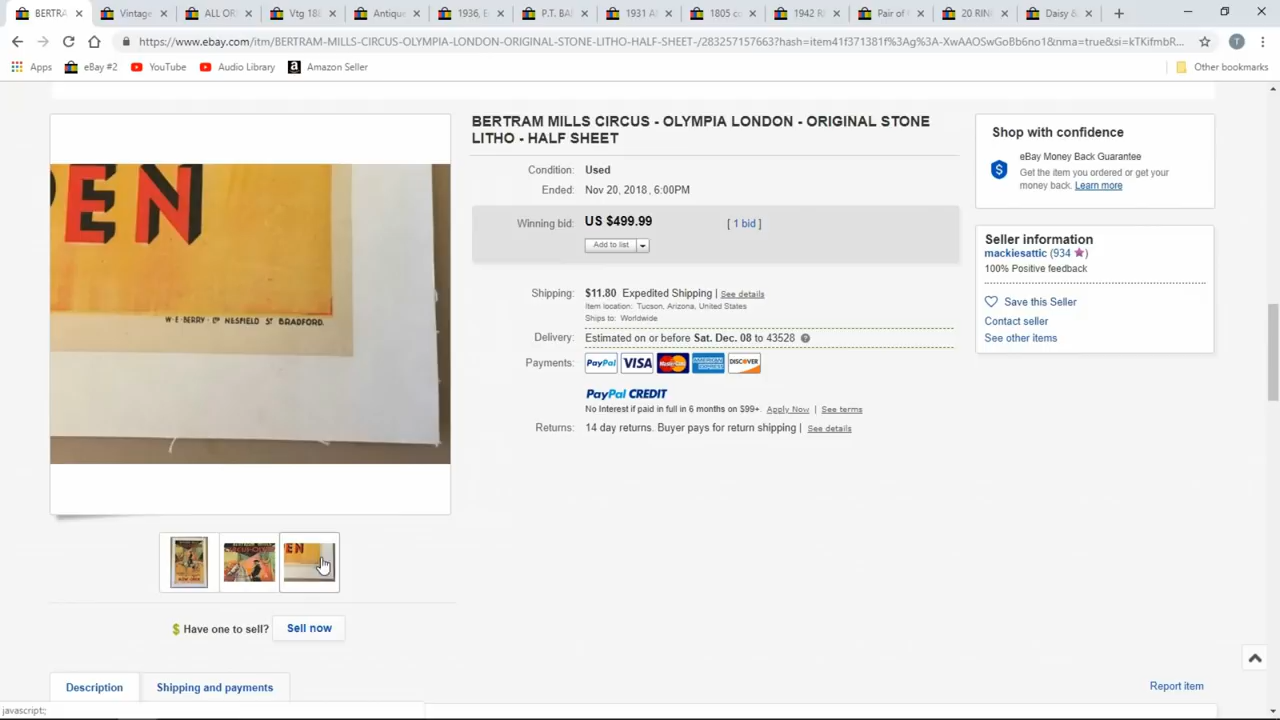 BERTRA
Vintage
ALL OR
Vtg 188
Antique
1936, E
P.T. BA
1931 A
1805 c
1942 R
Pair of
20 RIN
Daisy &
https://www.ebay.com/itm/BERTRAM-MILLS-CIRCUS-OLYMPIA-LONDON-ORIGINAL-STONE-LITHO-HALF-SHEET-/283257157663?hash=item41f371381f%3Ag%3A-XwAAOSwGoBb6no1&nma=true&si=kTKifmbR...
T
Apps
eBay #2
YouTube
Audio Library
Amazon Seller
Other bookmarks
BERTRAM MILLS CIRCUS - OLYMPIA LONDON - ORIGINAL STONE
LITHO - HALF SHEET
Condition: Used
Ended: Nov 20, 2018 , 6:00PM
Winning bid: US $499.99 [ 1 bid ]
Add to list
Shipping: $11.80 Expedited Shipping | See details
Item location: Tucson, Arizona, United States
Ships to: Worldwide
Delivery: Estimated on or before Sat. Dec. 08 to 43528
Payments: PayPal VISA MasterCard AMERICAN EXPRESS DISCOVER
PayPal CREDIT
No Interest if paid in full in 6 months on $99+. Apply Now | See terms
Returns: 14 day returns. Buyer pays for return shipping | See details
Shop with confidence
eBay Money Back Guarantee
Get the item you ordered or get your
money back. Learn more
Seller information
mackiesattic (934 )
100% Positive feedback
Save this Seller
Contact seller
See other items
EN
W·E·BERRY· LTD NESFIELD ST BRADFORD.
EN
$ Have one to sell? Sell now
Description
Shipping and payments
Report item
javascript:;